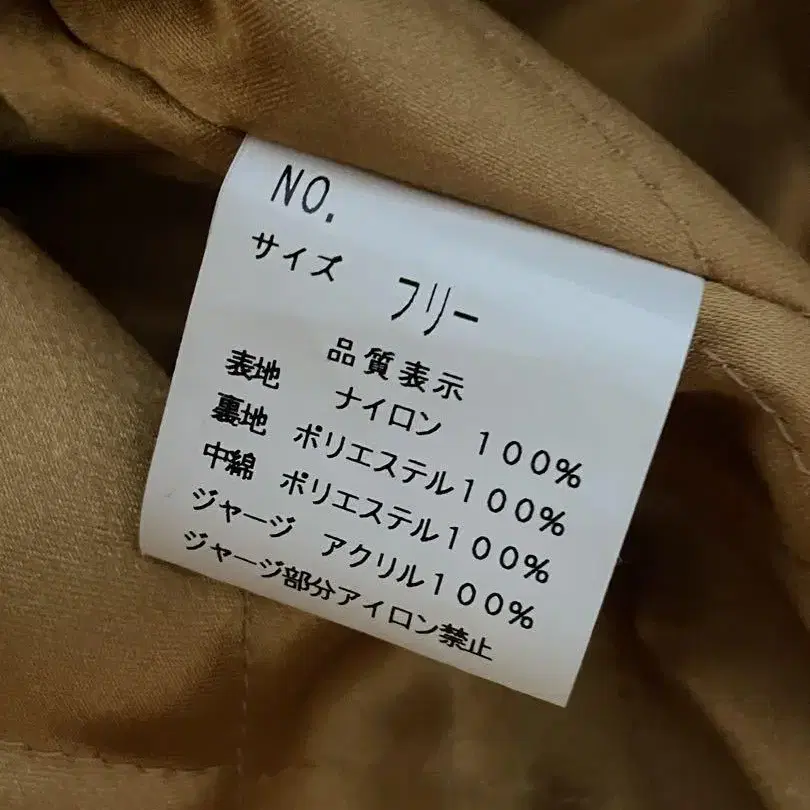 NO.
サイズ フリー
品質表示
表地 ナイロン 100%
裏地 ポリエステル100%
中綿 ポリエステル100%
ジャージ アクリル100%
ジャージ部分アイロン禁止